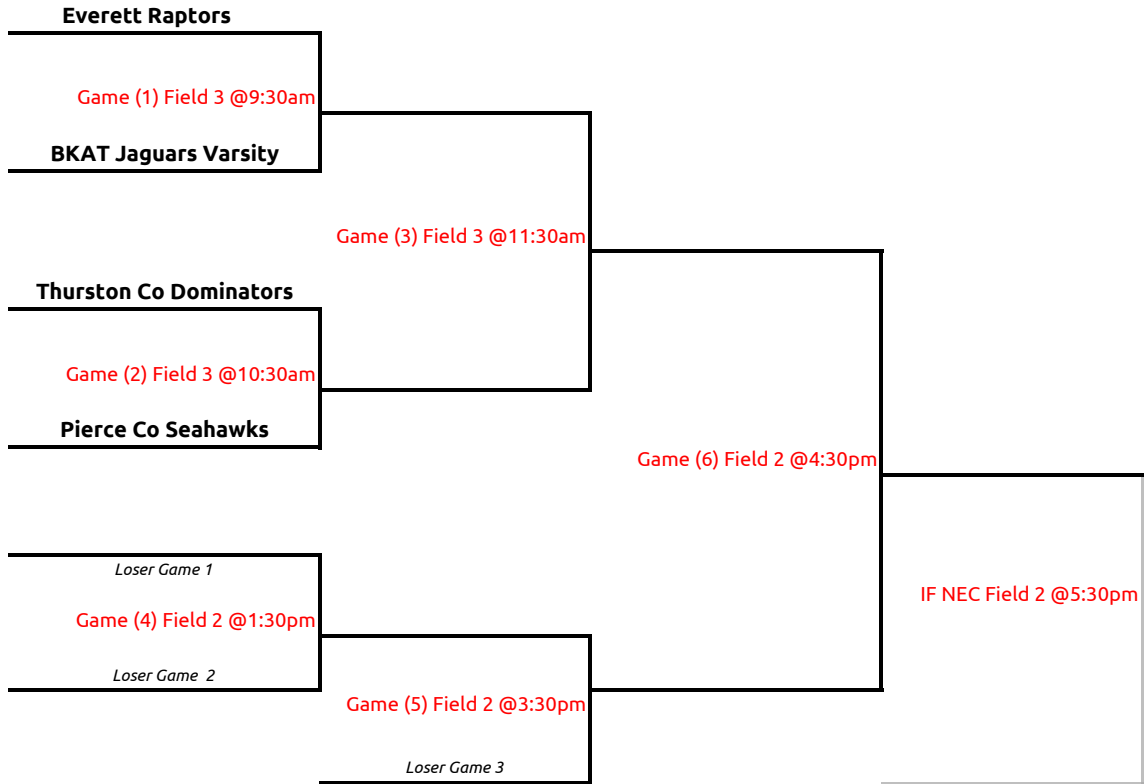 Everett Raptors
Game (1) Field 3 @9:30am
BKAT Jaguars Varsity
Game (3) Field 3 @11:30am
Thurston Co Dominators
Game (2) Field 3 @10:30am
Pierce Co Seahawks
Game (6) Field 2 @4:30pm
Loser Game 1
IF NEC Field 2 @5:30pm
Game (4) Field 2 @1:30pm
Loser Game  2
Game (5) Field 2 @3:30pm
Loser Game 3